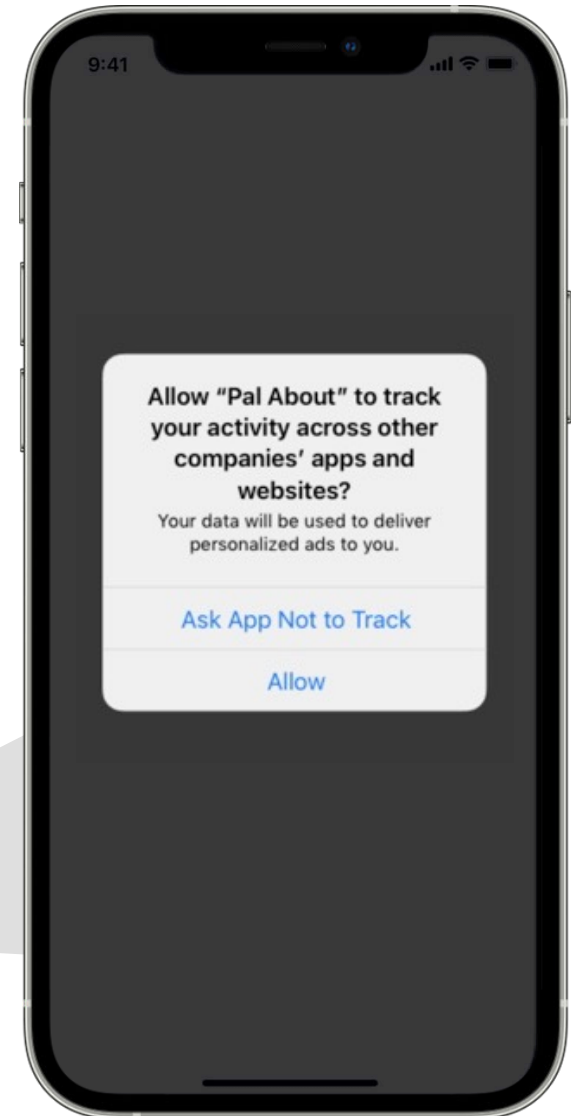 9:41
Allow “Pal About” to track
your activity across other
companies’ apps and
websites?
Your data will be used to deliver
personalized ads to you.
Ask App Not to Track
Allow